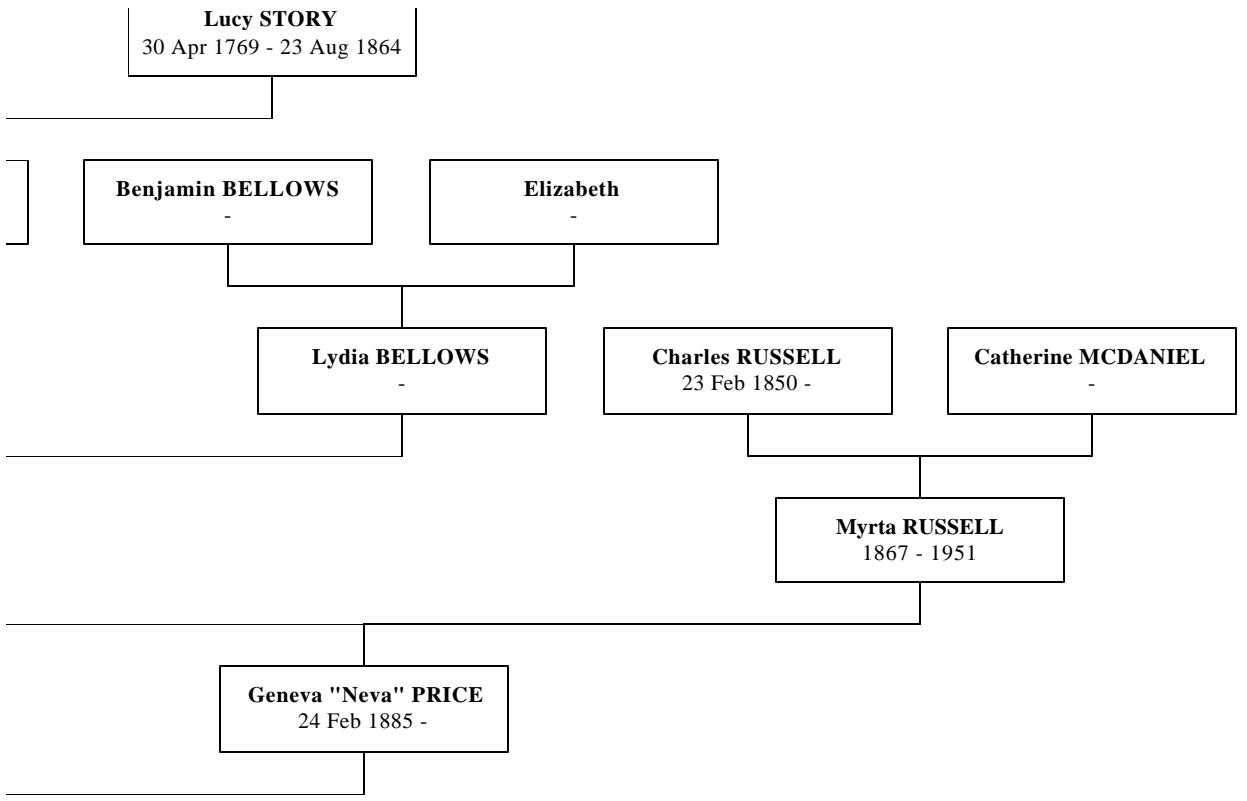 Lucy STORY
30 Apr 1769 - 23 Aug 1864
Benjamin BELLOWS
-
Elizabeth
-
Lydia BELLOWS
-
Charles RUSSELL
23 Feb 1850 -
Catherine MCDANIEL
-
Myrta RUSSELL
1867 - 1951
Geneva "Neva" PRICE
24 Feb 1885 -